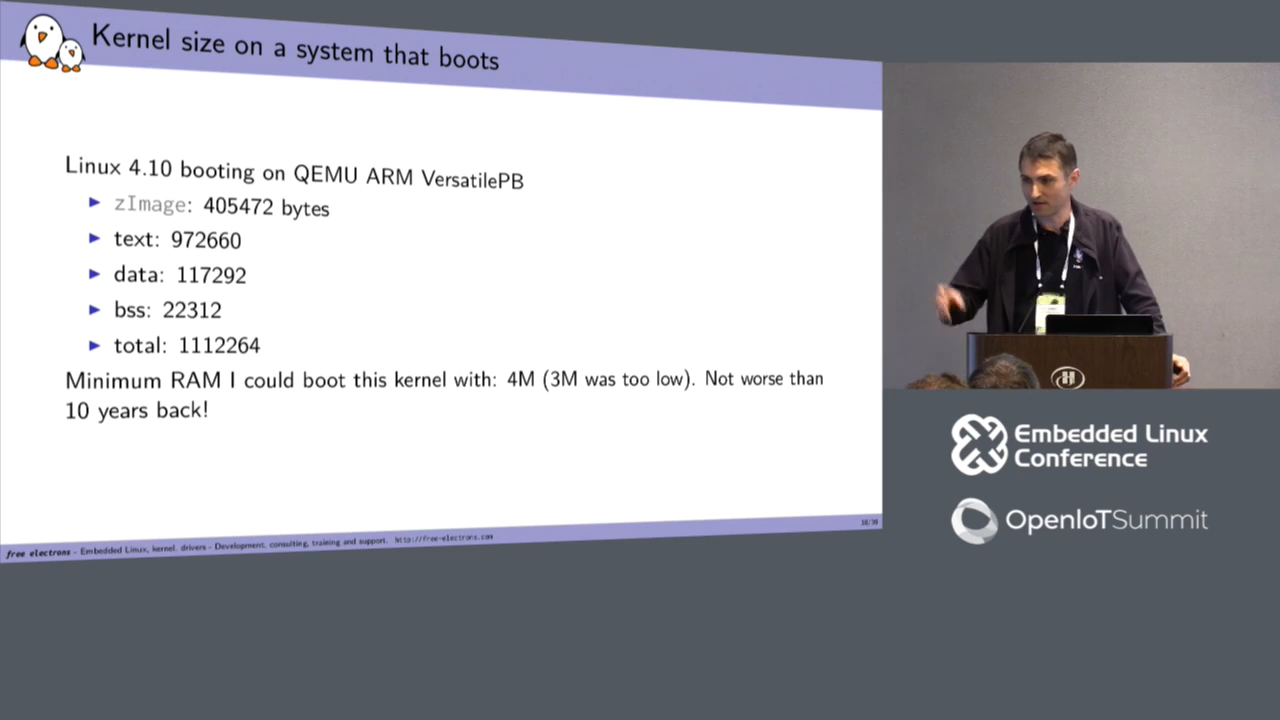 Kernel size on a system that boots
Linux 4.10 booting on QEMU ARM VersatilePB
zImage: 405472 bytes
text: 972660
data: 117292
bss: 22312
total: 1112264
Minimum RAM I could boot this kernel with: 4M (3M was too low). Not worse than
10 years back!
free electrons - Embedded Linux, kernel, drivers - Development, consulting, training and support. http://free-electrons.com
Embedded Linux
Conference
OpenIoTSummit